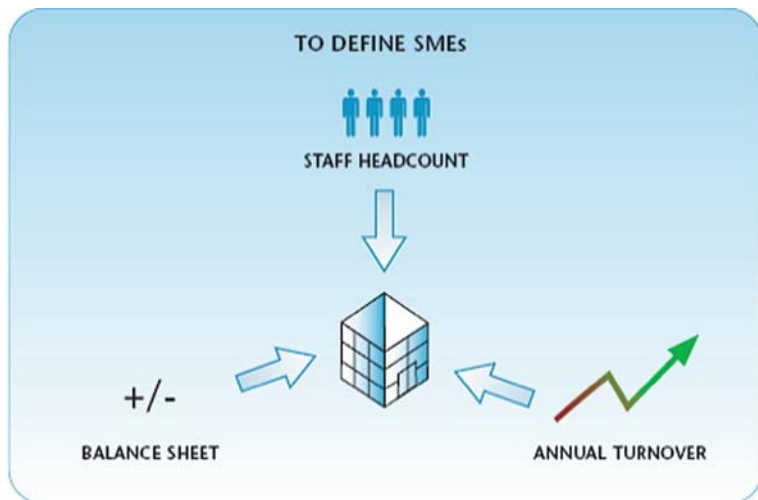 TO DEFINE SMEs
STAFF HEADCOUNT
+/-
BALANCE SHEET
ANNUAL TURNOVER